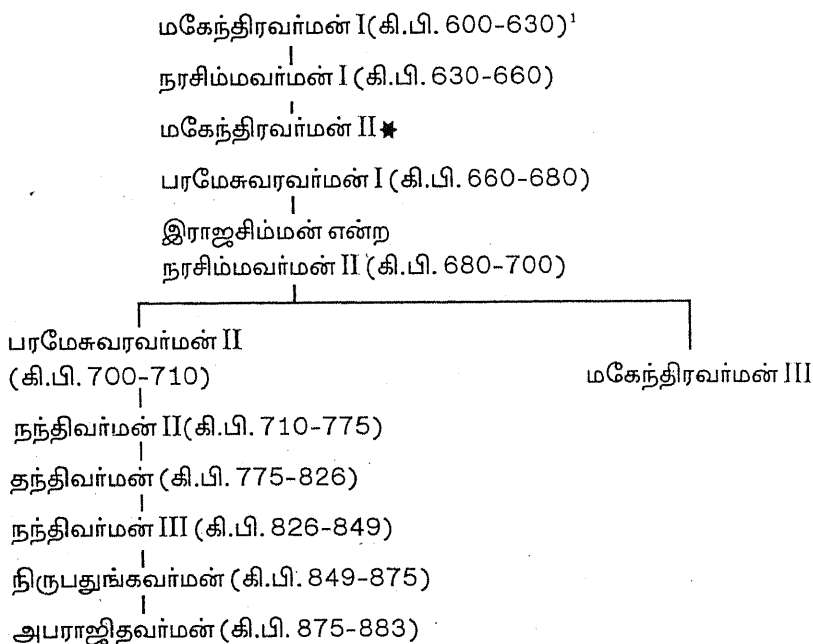 மகேந்திரவர்மன் I(கி.பி. 600-630)¹
நரசிம்மவர்மன் I (கி.பி. 630-660)
மகேந்திரவர்மன் II✱
பரமேசுவரவர்மன் I (கி.பி. 660-680)
இராஜசிம்மன் என்ற
நரசிம்மவர்மன் II (கி.பி. 680-700)
பரமேசுவரவர்மன் II
(கி.பி. 700-710)
மகேந்திரவர்மன் III
நந்திவர்மன் II(கி.பி. 710-775)
தந்திவர்மன் (கி.பி. 775-826)
நந்திவர்மன் III (கி.பி. 826-849)
நிருபதுங்கவர்மன் (கி.பி. 849-875)
அபராஜிதவர்மன் (கி.பி. 875-883)